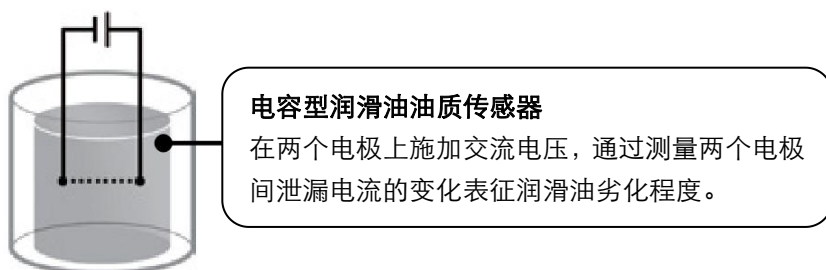 电容型润滑油油质传感器
在两个电极上施加交流电压，通过测量两个电极
间泄漏电流的变化表征润滑油劣化程度。